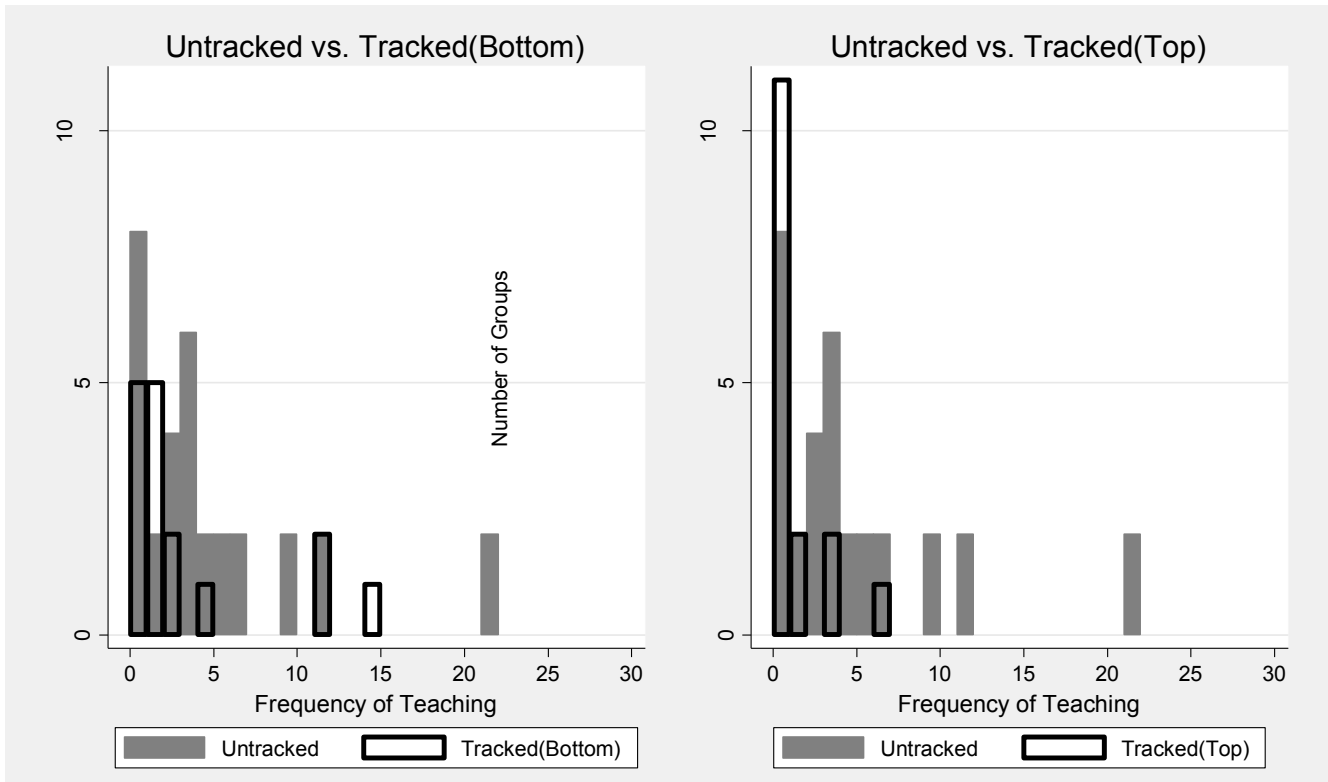 Untracked vs. Tracked(Bottom)
10
5
0
Number of Groups
0 5 10 15 20 25 30
Frequency of Teaching
Untracked Tracked(Bottom)
Untracked vs. Tracked(Top)
10
5
0
0 5 10 15 20 25 30
Frequency of Teaching
Untracked Tracked(Top)